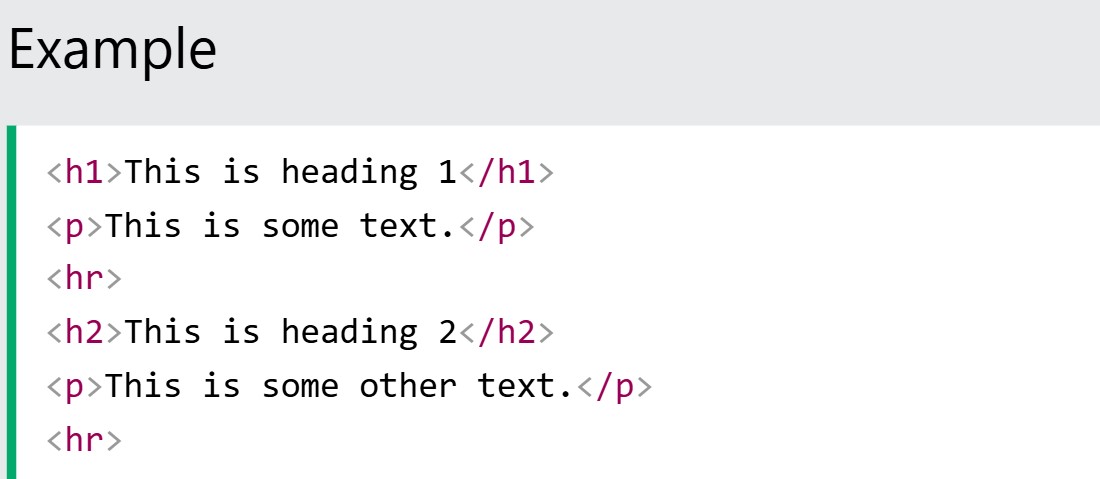 Example
<h1>This is heading 1</h1>
<p>This is some text.</p>
<hr>
<h2>This is heading 2</h2>
<p>This is some other text.</p>
<hr>